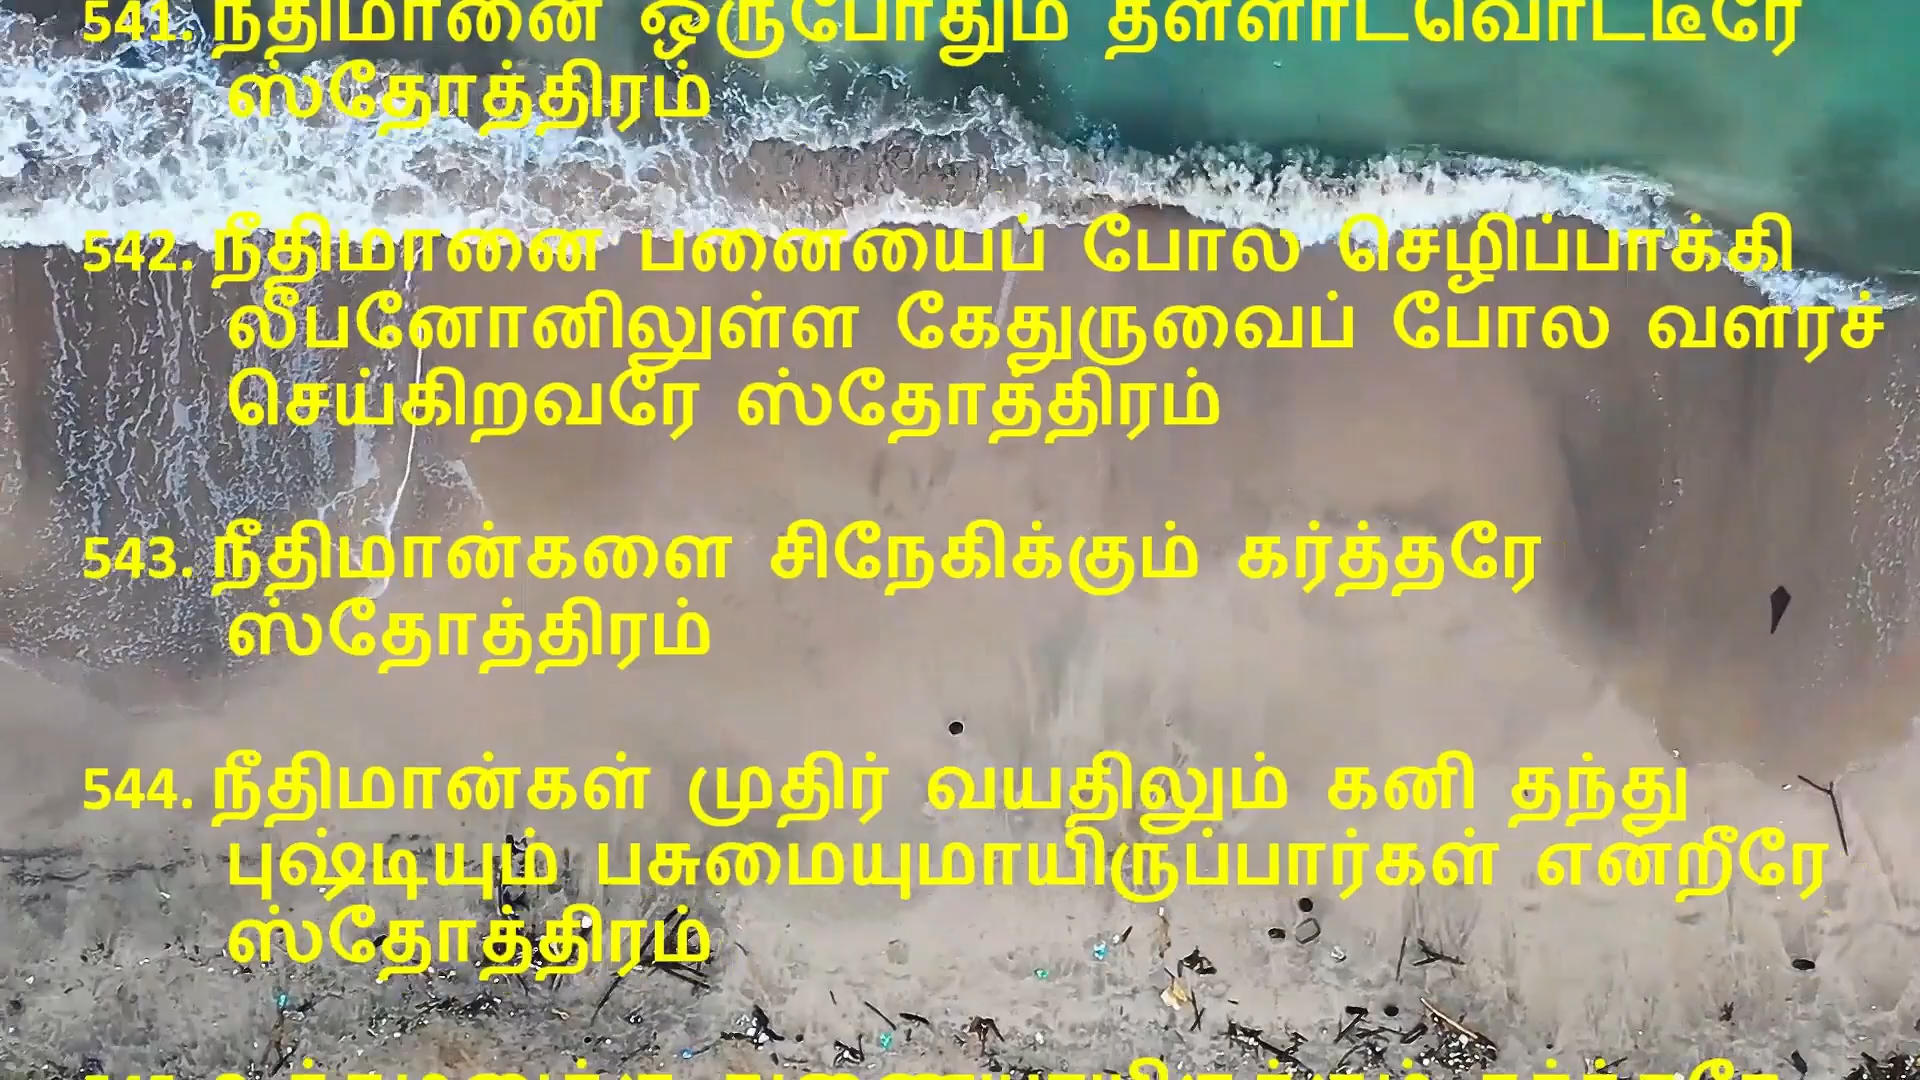 541. நீதிமானை ஒருபோதும் தள்ளாடவொட்டீரே
ஸ்தோத்திரம்
542. நீதிமானை பனையைப் போல செழிப்பாக்கி
லீபனோனிலுள்ள கேதுருவைப் போல வளரச்
செய்கிறவரே ஸ்தோத்திரம்
543. நீதிமான்களை சிநேகிக்கும் கர்த்தரே
ஸ்தோத்திரம்
544. நீதிமான்கள் முதிர் வயதிலும் கனி தந்து
புஷ்டியும் பசுமையுமாயிருப்பார்கள் என்றீரே
ஸ்தோத்திரம்